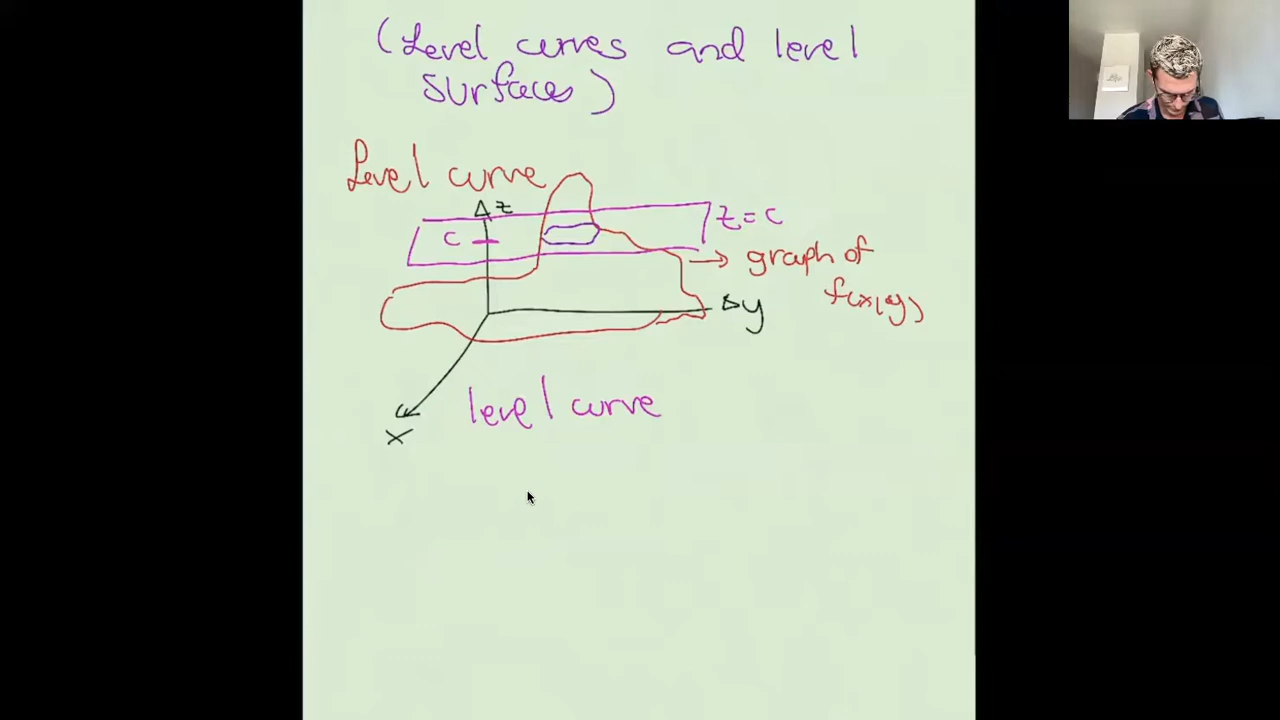 (Level curves and level
surfaces)
Level curve
z
C
z = c
→ graph of
f(x,y)
y
x
level curve